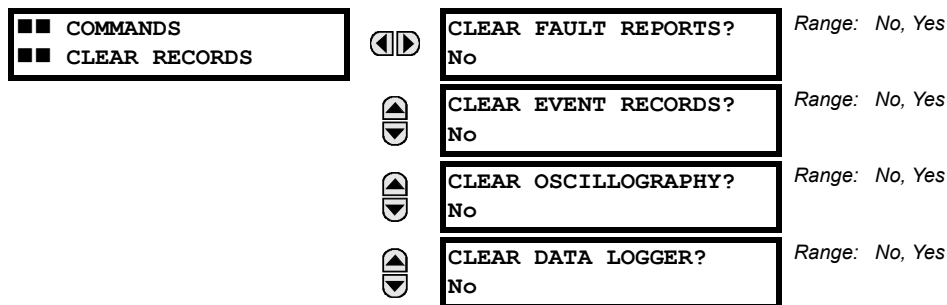 COMMANDS
CLEAR RECORDS
CLEAR FAULT REPORTS?
No
Range: No, Yes
CLEAR EVENT RECORDS?
No
Range: No, Yes
CLEAR OSCILLOGRAPHY?
No
Range: No, Yes
CLEAR DATA LOGGER?
No
Range: No, Yes